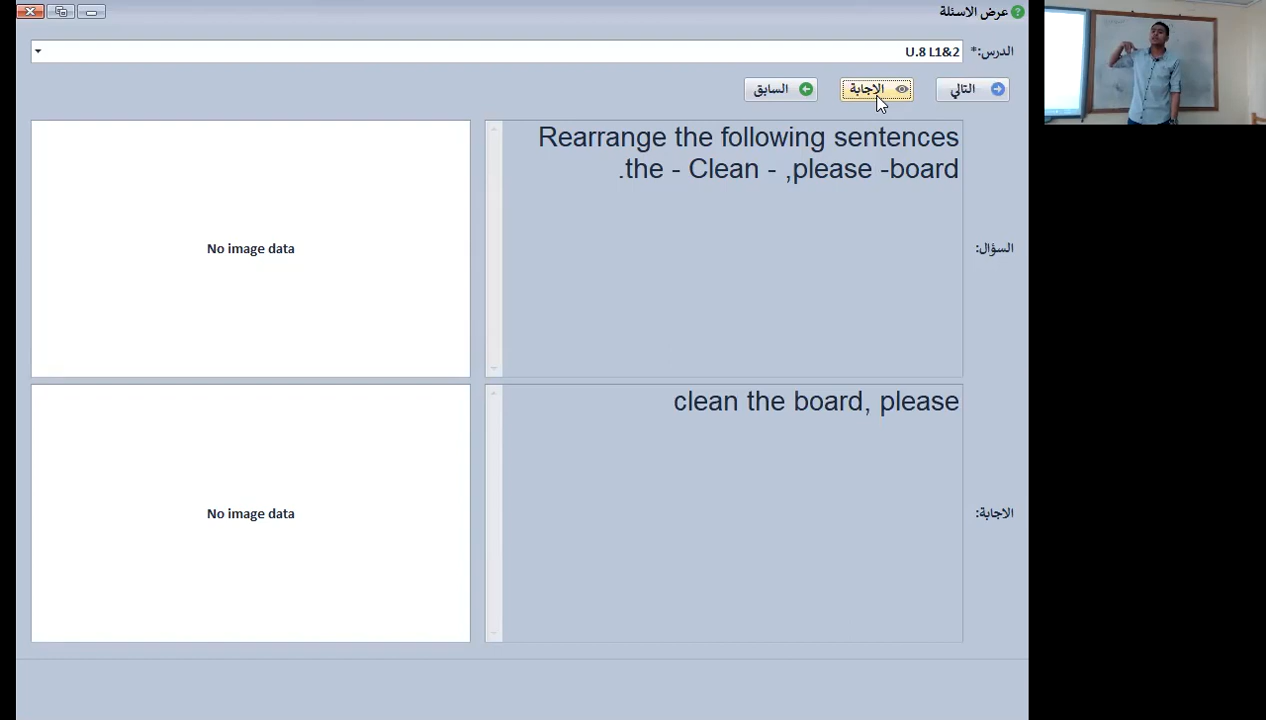 عرض الاسئلة
الدرس:*
U.8 L1&2
التالي
الاجابة
السابق
السؤال:
Rearrange the following sentences
.the - Clean - ,please -board
No image data
الاجابة:
clean the board, please
No image data